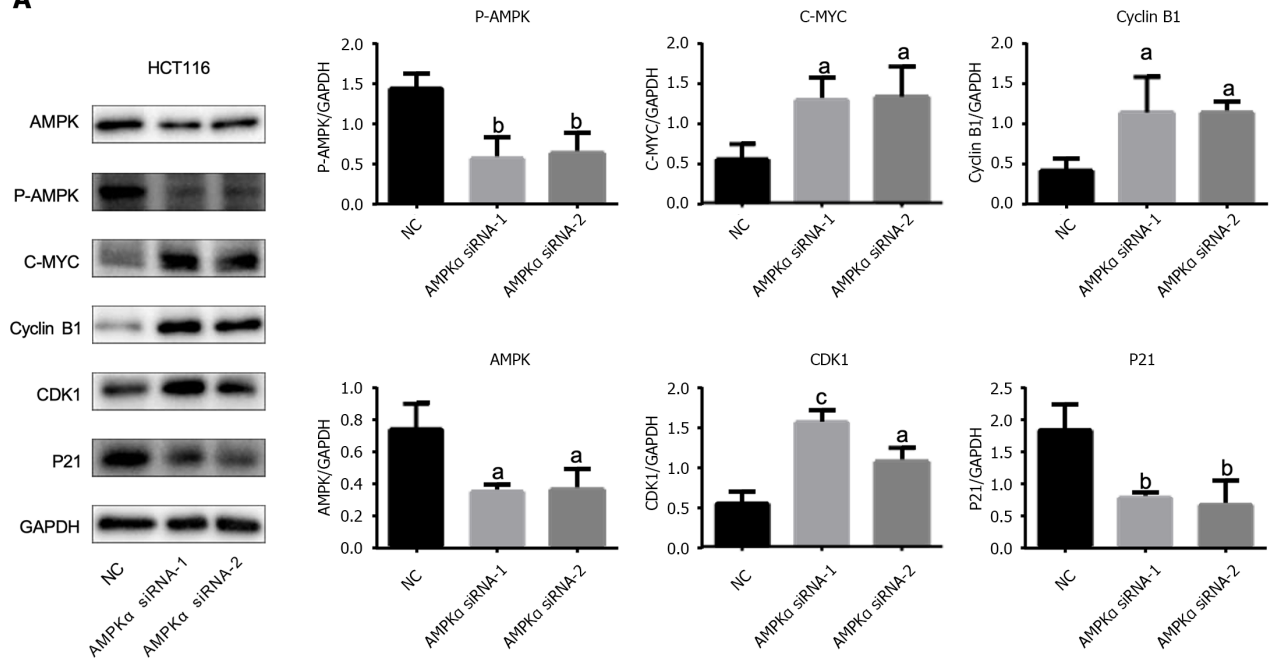 A
HCT116
AMPK
P-AMPK
C-MYC
Cyclin B1
CDK1
P21
GAPDH
NC
AMPKα siRNA-1
AMPKα siRNA-2
P-AMPK
P-AMPK/GAPDH
2.0
1.5
1.0
0.5
0.0
b
b
NC
AMPKα siRNA-1
AMPKα siRNA-2
C-MYC
C-MYC/GAPDH
2.0
1.5
1.0
0.5
0.0
a
a
NC
AMPKα siRNA-1
AMPKα siRNA-2
Cyclin B1
Cyclin B1/GAPDH
2.0
1.5
1.0
0.5
0.0
a
a
NC
AMPKα siRNA-1
AMPKα siRNA-2
AMPK
AMPK/GAPDH
1.0
0.8
0.6
0.4
0.2
0.0
a
a
NC
AMPKα siRNA-1
AMPKα siRNA-2
CDK1
CDK1/GAPDH
2.0
1.5
1.0
0.5
0.0
c
a
NC
AMPKα siRNA-1
AMPKα siRNA-2
P21
P21/GAPDH
2.5
2.0
1.5
1.0
0.5
0.0
b
b
NC
AMPKα siRNA-1
AMPKα siRNA-2